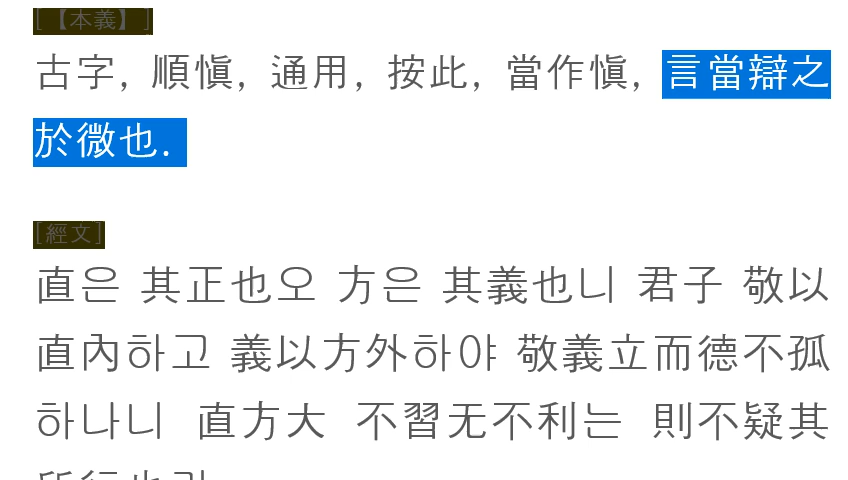 [【本義】]
古字, 順愼, 通用, 按此, 當作愼, 言當辯之
於微也.
[經文]
直은 其正也오 方은 其義也니 君子 敬以
直內하고 義以方外하야 敬義立而德不孤
하나니 直方大 不習无不利는 則不疑其